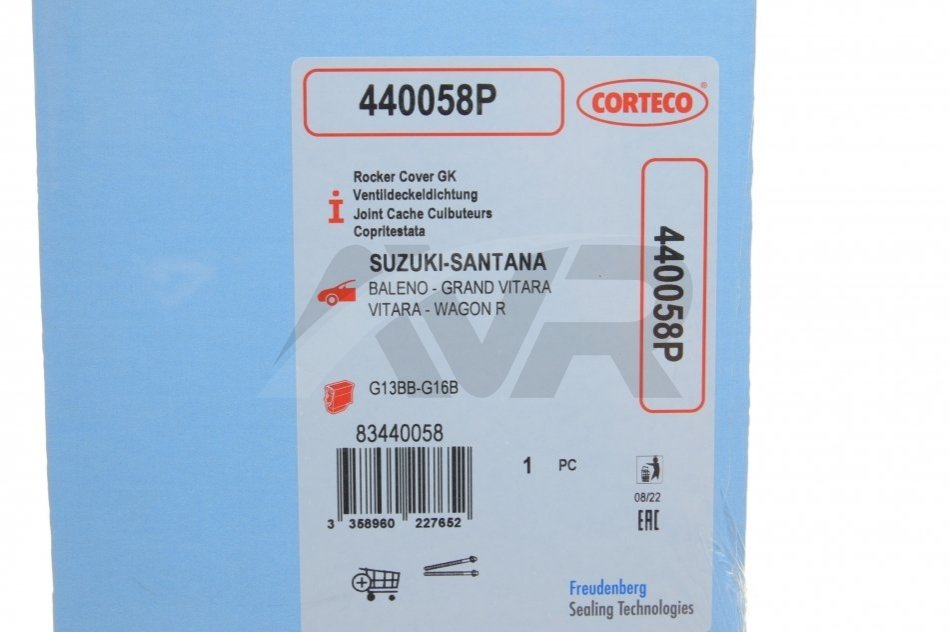 440058P
CORTECO®
Rocker Cover GK
Ventildeckeldichtung
Joint Cache Culbuteurs
Copritestata
SUZUKI-SANTANA
BALENO - GRAND VITARA
VITARA - WAGON R
440058P
G13BB-G16B
83440058
3 358960 227652
1 PC
08/22
EAC
Freudenberg
Sealing Technologies
AVR